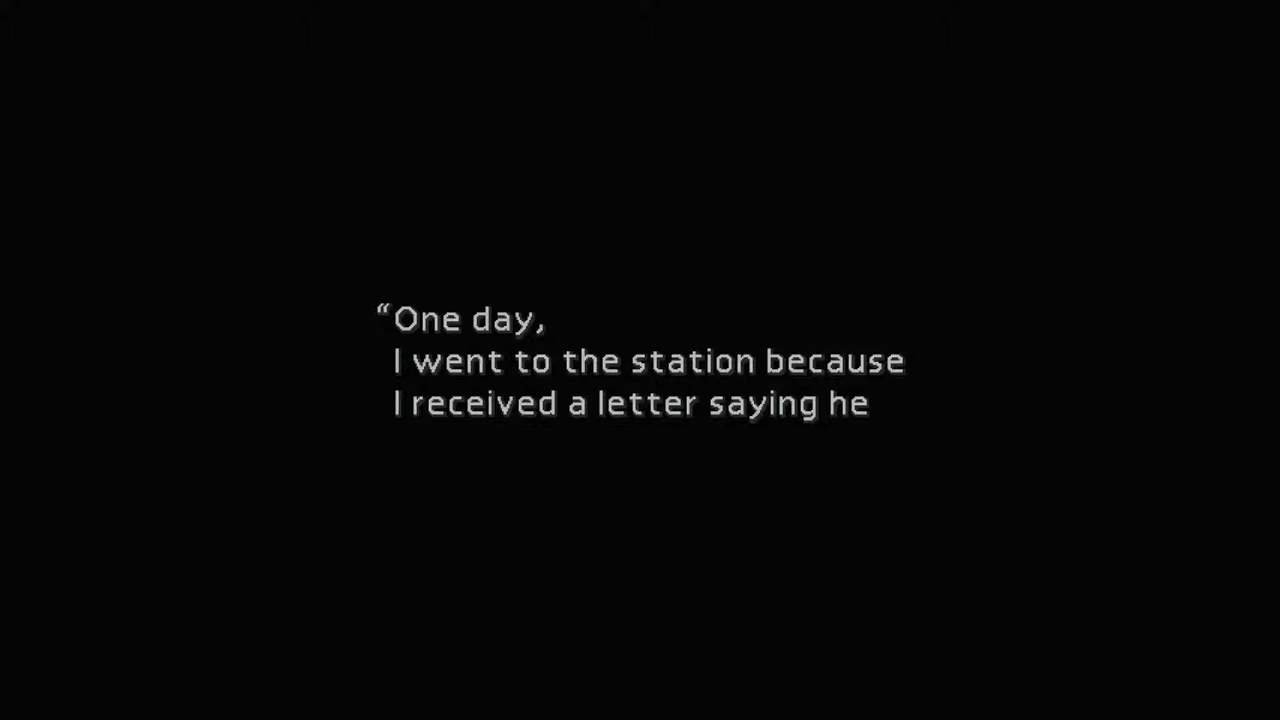 “One day,
I went to the station because
I received a letter saying he